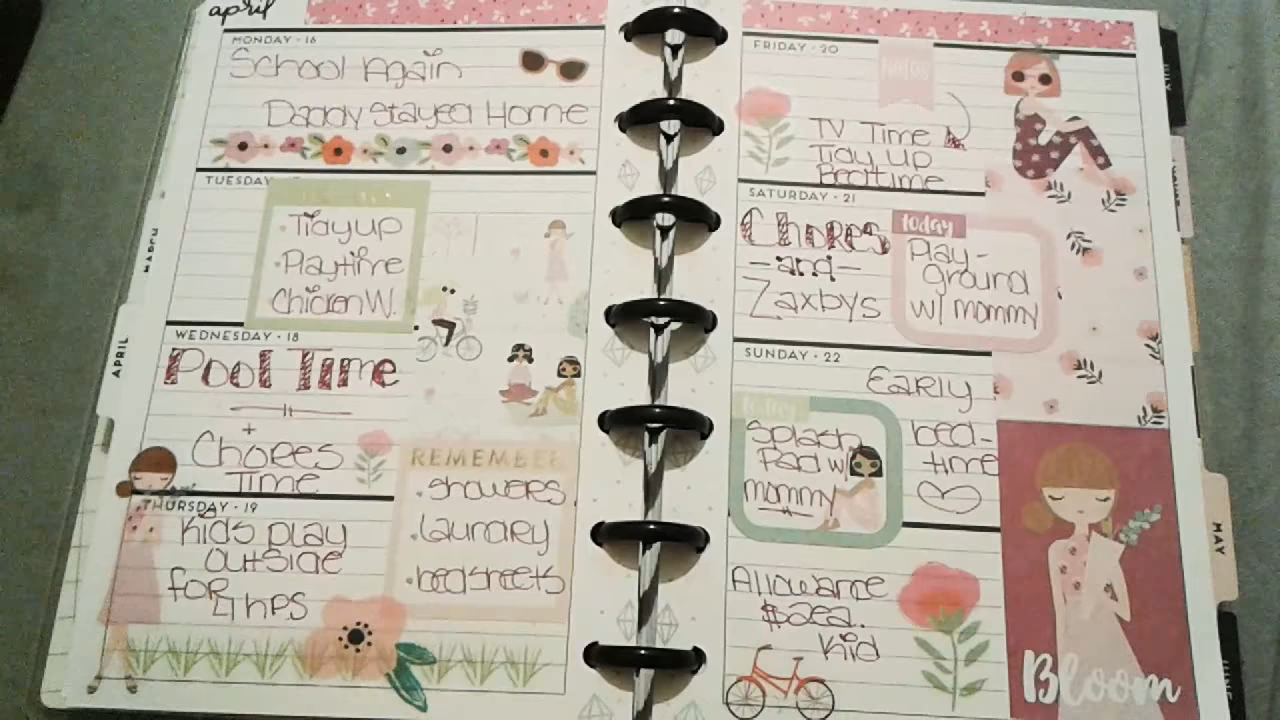 april
MONDAY · 16
School Again
Daddy Stayed Home
TUESDAY
· Tidy up
· Playtime
Chicken W.
WEDNESDAY · 18
Pool Time
+
Chores
Time
THURSDAY · 19
Kids play
outside
for
4 hrs
REMEMBER
· showers
· laundry
· bedsheets
FRIDAY · 20
Notes
TV Time
Tidy up
Bedtime
SATURDAY · 21
Chores
-and-
Zaxbys
today
Play-
ground
w/ mommy
SUNDAY · 22
Early
bed-
time
today
Splash
Pad w/
mommy
Allowance
$2ea.
Kid
Bloom
MARCH
APRIL
MAY